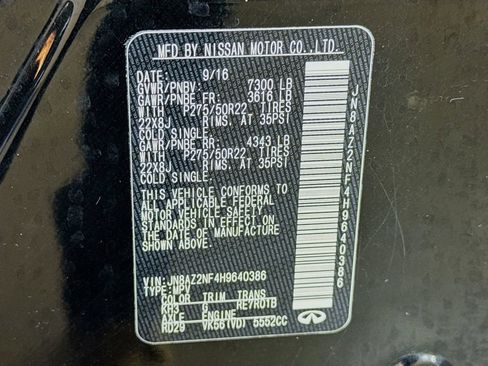 MFD BY NISSAN MOTOR CO.,LTD.
DATE: 9/16
GVWR/PNBV: 7300 LB
GAWR/PNBE FR: 3616 LB
WITH P275/50R22 TIRES
22X8J RIMS, AT 35PSI
COLD SINGLE.
GAWR/PNBE RR: 4343 LB
WITH P275/50R22 TIRES
22X8J RIMS, AT 35PSI
COLD SINGLE.
THIS VEHICLE CONFORMS TO
ALL APPLICABLE FEDERAL
MOTOR VEHICLE SAFETY
STANDARDS IN EFFECT ON
THE DATE OF MANUFACTURE
SHOWN ABOVE.
VIN:JN8AZ2NF4H9640386
TYPE:MPV
COLOR TRIM TRANS
KH3 G RE7R01B
AXLE ENGINE
RD29 VK56(VD) 5552CC
JN8AZ2NF4H9640386